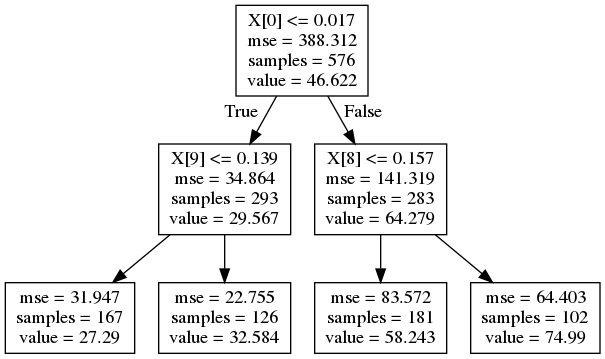 X[0] <= 0.017
mse = 388.312
samples = 576
value = 46.622
True
False
X[9] <= 0.139
mse = 34.864
samples = 293
value = 29.567
X[8] <= 0.157
mse = 141.319
samples = 283
value = 64.279
mse = 31.947
samples = 167
value = 27.29
mse = 22.755
samples = 126
value = 32.584
mse = 83.572
samples = 181
value = 58.243
mse = 64.403
samples = 102
value = 74.99